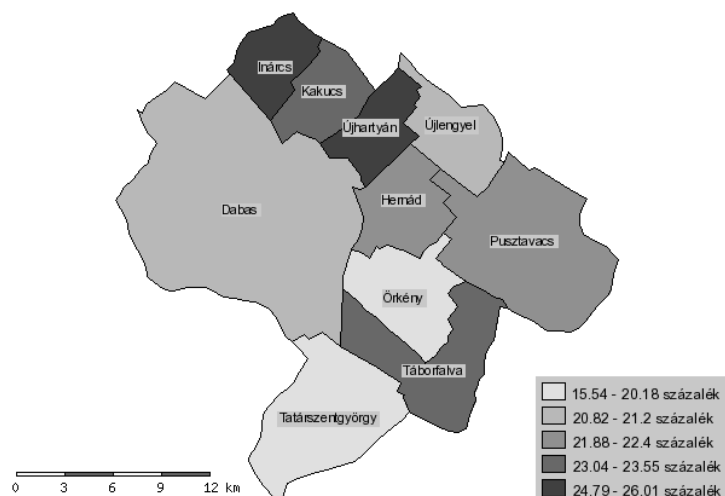 Inárcs
Kakucs
Újhartyán
Újlengyel
Hernád
Dabas
Pusztavacs
Örkény
Táborfalva
Tatárszentgyörgy
15.54 - 20.18 százalék
20.82 - 21.2 százalék
21.88 - 22.4 százalék
23.04 - 23.55 százalék
24.79 - 26.01 százalék
0 3 6 9 12 km